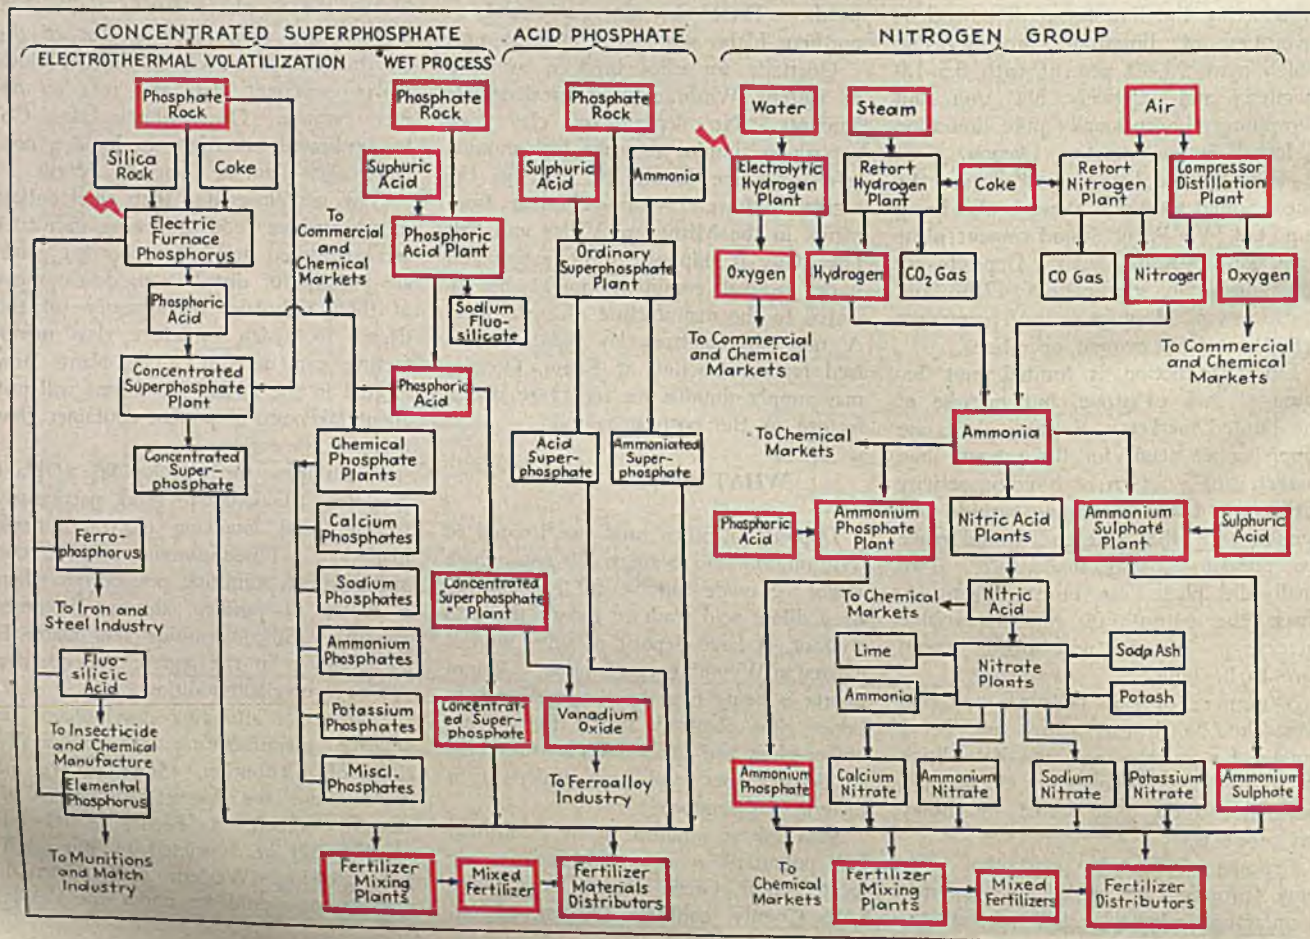 CONCENTRATED SUPERPHOSPHATE
ELECTROTHERMAL VOLATILIZATION
"WET PROCESS"
ACID PHOSPHATE
NITROGEN GROUP
Phosphate
Rock
Silica
Rock
Coke
Electric
Furnace
Phosphorus
Phosphoric
Acid
Concentrated
Superphosphate
Plant
Concentrated
Super-
phosphate
Ferro-
phosphorus
To Iron and
Steel Industry
Fluo-
silicic
Acid
To Insecticide
and Chemical
Manufacture
Elemental
Phosphorus
To Munitions
and Match
Industry
To
Commercial
and
Chemical
Markets
Phosphate
Rock
Suphuric
Acid
Phosphoric
Acid Plant
Sodium
Fluo-
silicate
Phosphoric
Acid
Chemical
Phosphate
Plants
Calcium
Phosphates
Sodium
Phosphates
Ammonium
Phosphates
Potassium
Phosphates
Miscl.
Phosphates
Concentrated
Superphosphate
Plant
Concentrat-
ed Super-
phosphate
Vanadium
Oxide
To Ferroalloy
Industry
Phosphate
Rock
Sulphuric
Acid
Ammonia
Ordinary
Superphosphate
Plant
Acid
Super-
phosphate
Ammoniated
Superphos-
phate
Fertilizer
Mixing
Plants
Mixed
Fertilizer
Fertilizer
Materials
Distributors
Water
Steam
Air
Electrolytic
Hydrogen
Plant
Retort
Hydrogen
Plant
Coke
Retort
Nitrogen
Plant
Compressor
Distillation
Plant
Oxygen
Hydrogen
CO2 Gas
CO Gas
Nitrogen
Oxygen
To Commercial
and Chemical
Markets
To Commercial
and Chemical
Markets
To Chemical
Markets
Ammonia
Phosphoric
Acid
Ammonium
Phosphate
Plant
Nitric Acid
Plants
Ammonium
Sulphate
Plant
Sulphuric
Acid
To Chemical
Markets
Nitric
Acid
Lime
Ammonia
Nitrate
Plants
Soda Ash
Potash
Ammonium
Phosphate
Calcium
Nitrate
Ammonium
Nitrate
Sodium
Nitrate
Potassium
Nitrate
Ammonium
Sulphate
To
Chemical
Markets
Fertilizer
Mixing
Plants
Mixed
Fertilizers
Fertilizer
Distributors